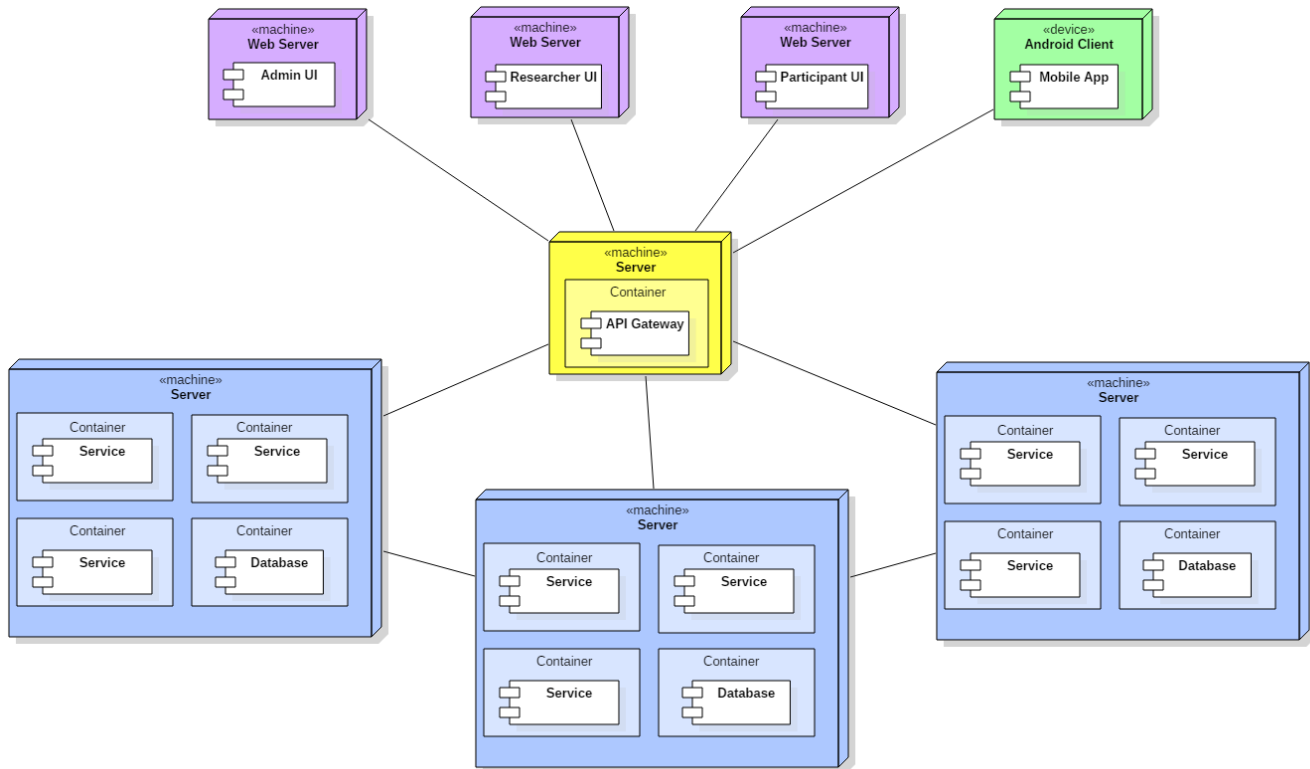 «machine»
Web Server
Admin UI
«machine»
Web Server
Researcher UI
«machine»
Web Server
Participant UI
«device»
Android Client
Mobile App
«machine»
Server
Container
API Gateway
«machine»
Server
Container
Service
Container
Service
Container
Service
Container
Database
«machine»
Server
Container
Service
Container
Service
Container
Service
Container
Database
«machine»
Server
Container
Service
Container
Service
Container
Service
Container
Database